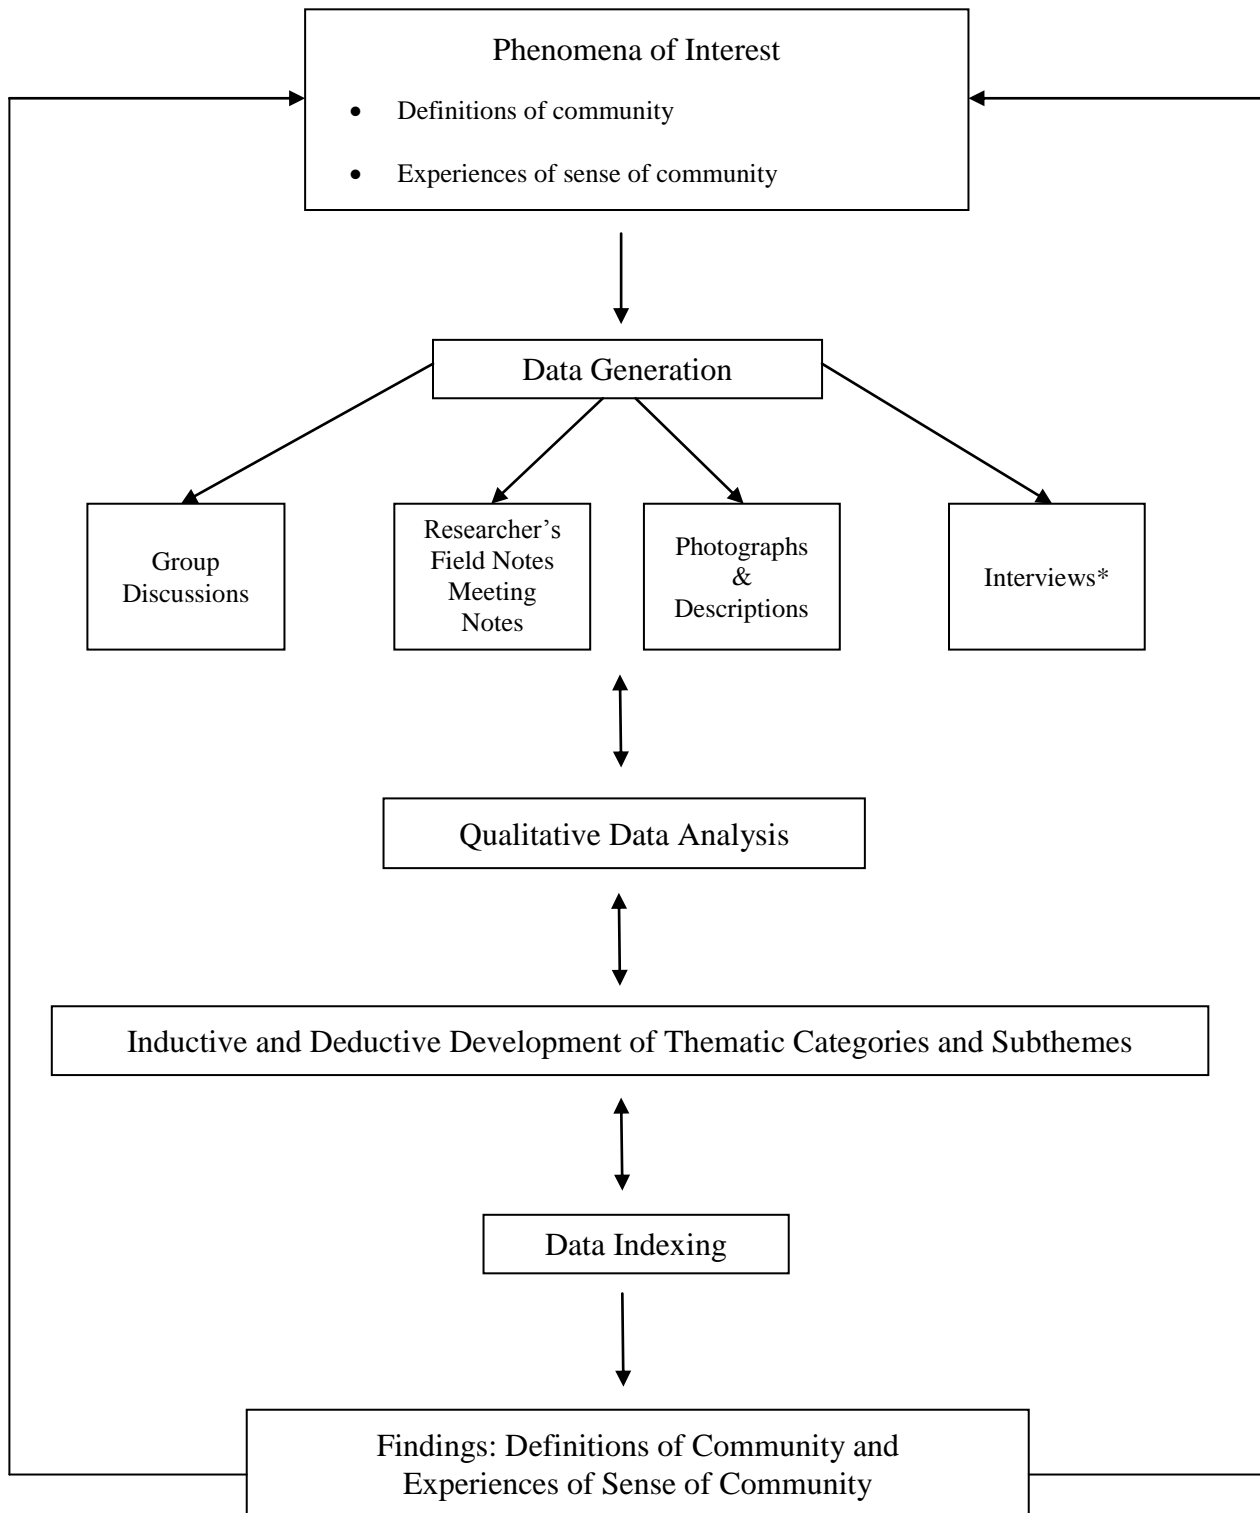 Phenomena of Interest
• Definitions of community
• Experiences of sense of community
Data Generation
Group
Discussions
Researcher’s
Field Notes
Meeting
Notes
Photographs
&
Descriptions
Interviews*
Qualitative Data Analysis
Inductive and Deductive Development of Thematic Categories and Subthemes
Data Indexing
Findings: Definitions of Community and
Experiences of Sense of Community